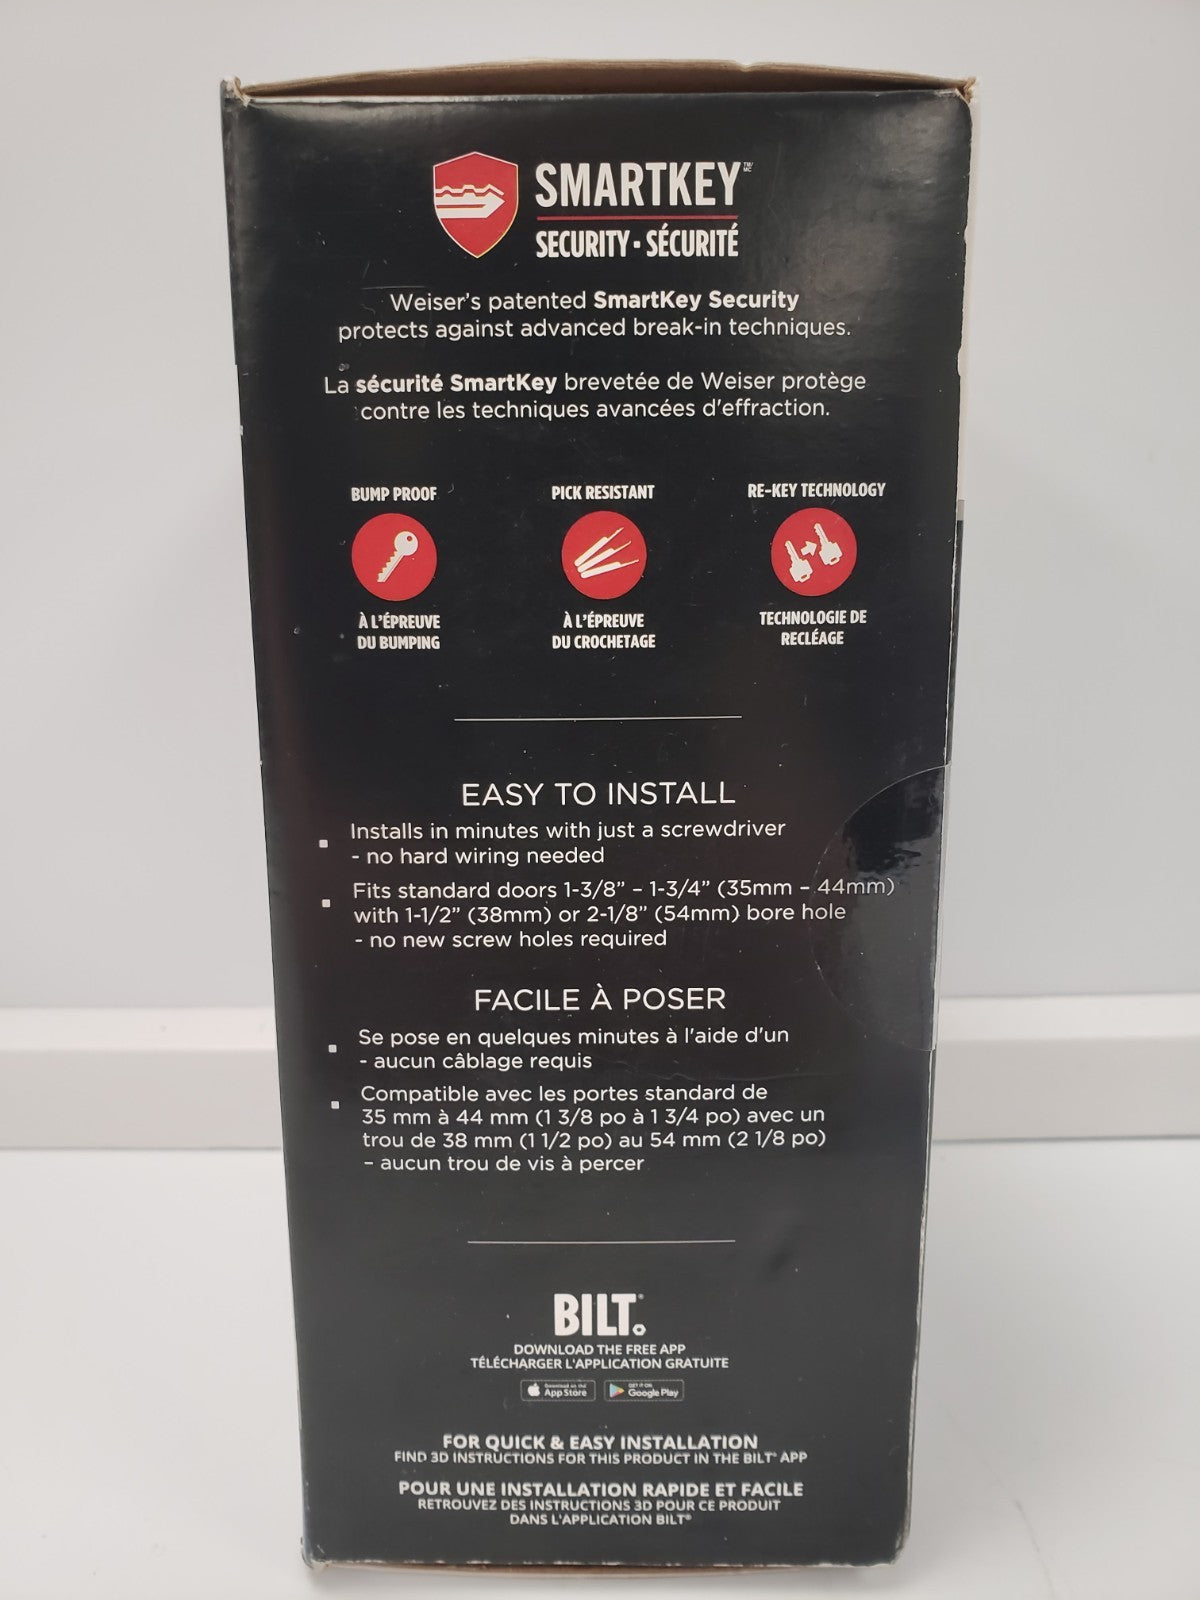 SMARTKEY™/MC
SECURITY · SÉCURITÉ
Weiser's patented SmartKey Security
protects against advanced break-in techniques.
La sécurité SmartKey brevetée de Weiser protège
contre les techniques avancées d'effraction.
BUMP PROOF
À L'ÉPREUVE
DU BUMPING
PICK RESISTANT
À L'ÉPREUVE
DU CROCHETAGE
RE-KEY TECHNOLOGY
TECHNOLOGIE DE
RECLÉAGE
EASY TO INSTALL
▪ Installs in minutes with just a screwdriver
- no hard wiring needed
▪ Fits standard doors 1-3/8” – 1-3/4” (35mm – 44mm)
with 1-1/2” (38mm) or 2-1/8” (54mm) bore hole
- no new screw holes required
FACILE À POSER
▪ Se pose en quelques minutes à l'aide d'un
- aucun câblage requis
▪ Compatible avec les portes standard de
35 mm à 44 mm (1 3/8 po à 1 3/4 po) avec un
trou de 38 mm (1 1/2 po) au 54 mm (2 1/8 po)
– aucun trou de vis à percer
BILT®
DOWNLOAD THE FREE APP
TÉLÉCHARGER L'APPLICATION GRATUITE
Download on the
App Store
GET IT ON
Google Play
FOR QUICK & EASY INSTALLATION
FIND 3D INSTRUCTIONS FOR THIS PRODUCT IN THE BILT® APP
POUR UNE INSTALLATION RAPIDE ET FACILE
RETROUVEZ DES INSTRUCTIONS 3D POUR CE PRODUIT
DANS L'APPLICATION BILT®